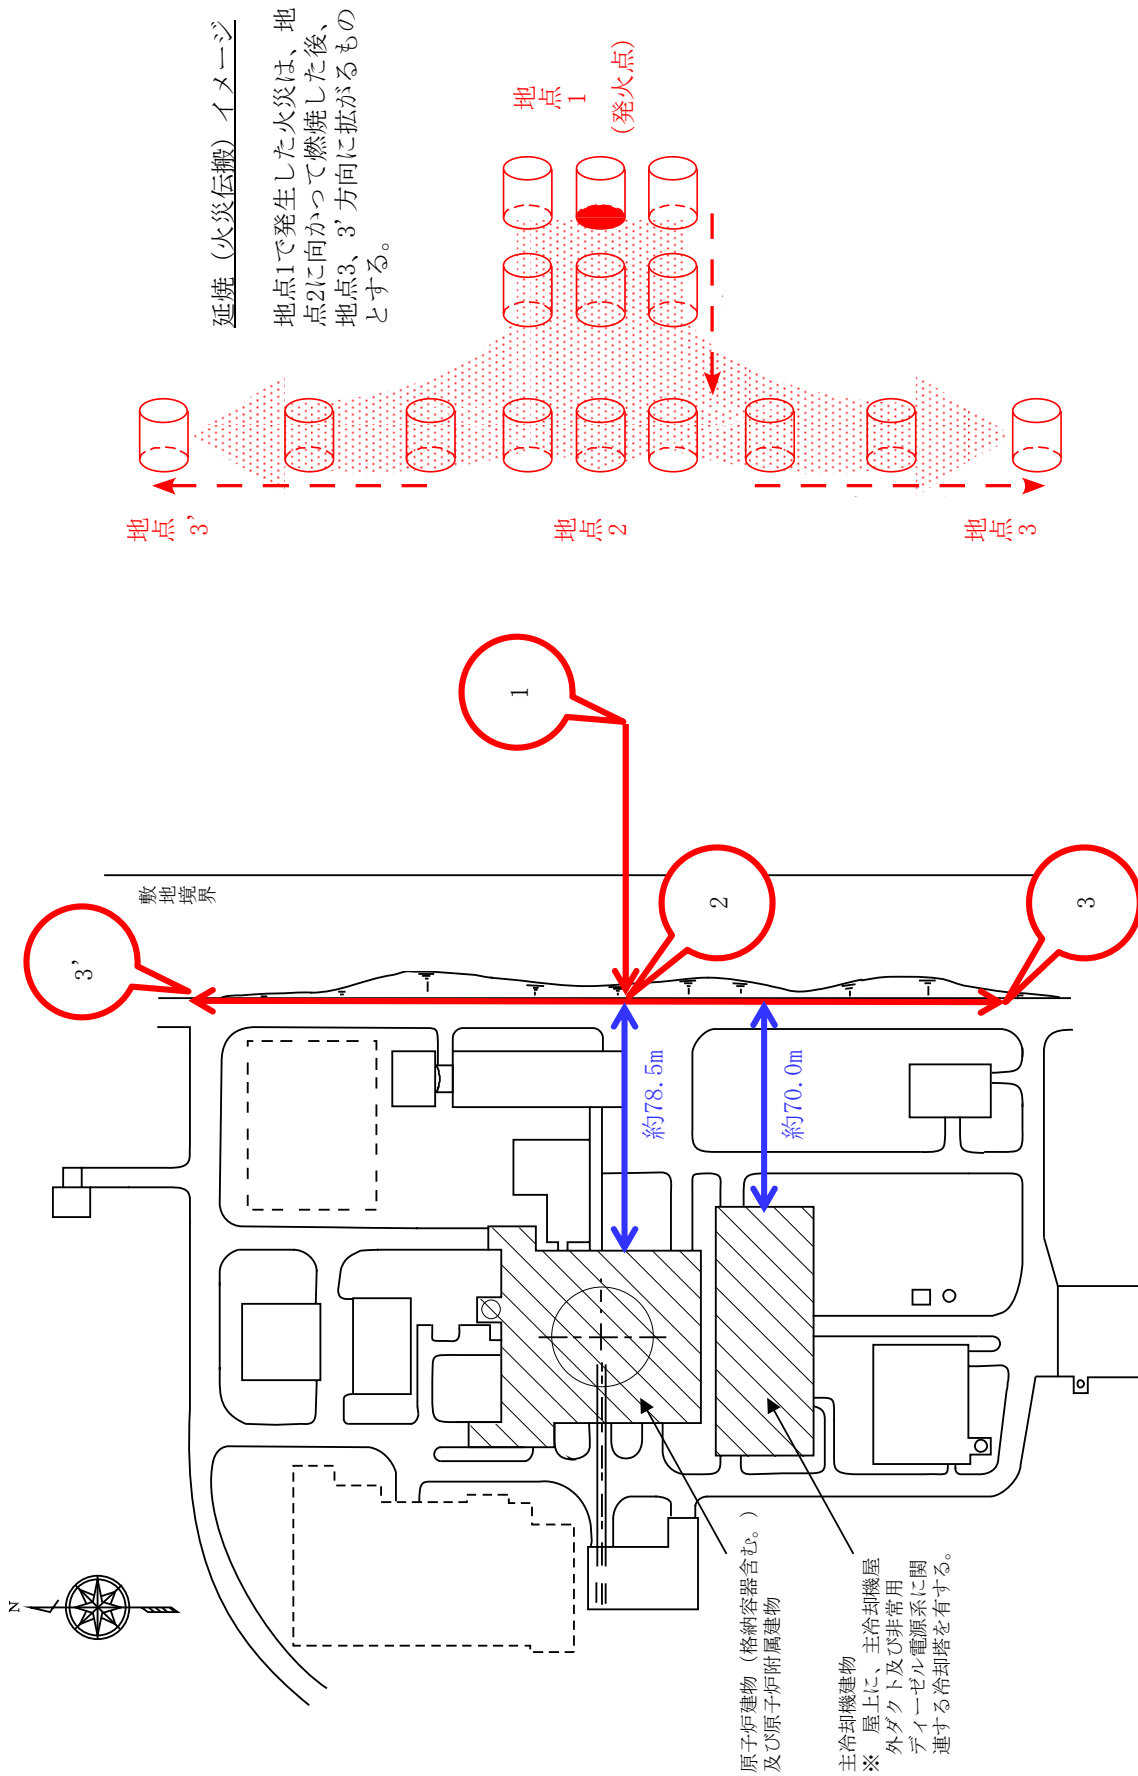 延焼（火災伝搬）イメージ
地点1で発生した火災は、地
点2に向かって燃焼した後、
地点3、3’方向に拡がるもの
とする。
地点
1
(発火点)
地点
3’
地点
2
地点
3
1
敷地境界
3’
2
3
約78.5m
約70.0m
N
原子炉建物（格納容器含む。）
及び原子炉附属建物
主冷却機建物
※　屋上に、主冷却機屋
外ダクト及び非常用
ディーゼル電源系に関
連する冷却塔を有する。